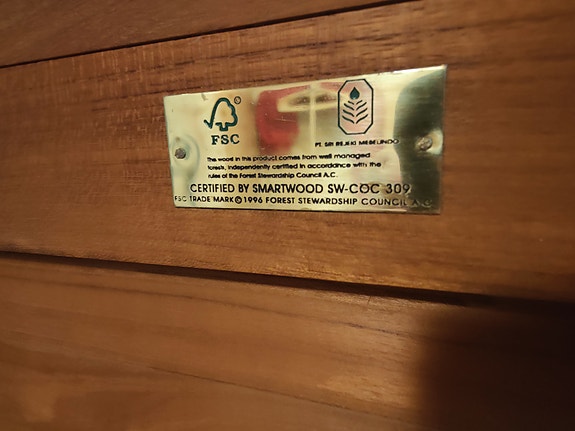 FSC ®
PT. SRI REJEKI MEBELINDO
The wood in this product comes from well managed
forests, independently certified in accordance with the
rules of the Forest Stewardship Council A.C.
CERTIFIED BY SMARTWOOD SW-COC 309
FSC TRADE MARK © 1996 FOREST STEWARDSHIP COUNCIL A.C.